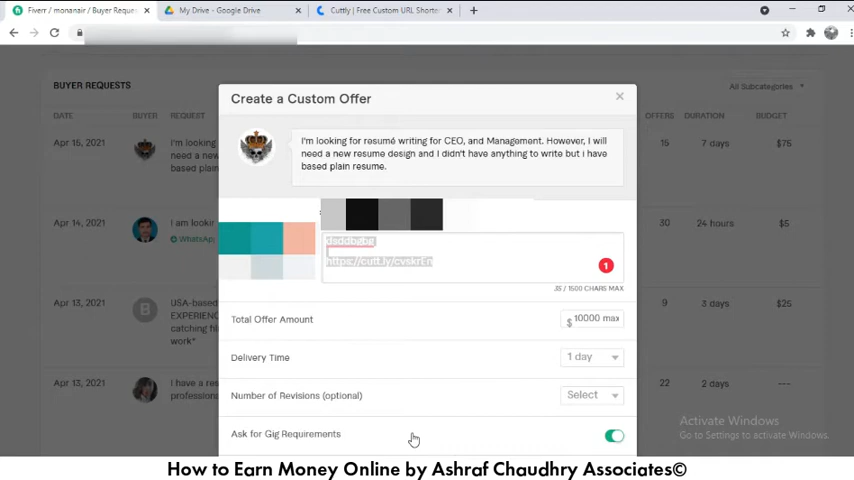 Fiverr / monanair / Buyer Reque
My Drive - Google Drive
Cuttly | Free Custom URL Shorte
BUYER REQUESTS
All Subcategories
DATE BUYER REQUEST OFFERS DURATION BUDGET
Apr 15, 2021 I'm looking 15 7 days $75
need a new
based plain
Apr 14, 2021 I am lookin 30 24 hours $5
WhatsAp
Apr 13, 2021 B USA-based 9 3 days $25
EXPERIENC
catching fil
work*
Apr 13, 2021 I have a res 22 2 days ---
professiona
Create a Custom Offer
I'm looking for resumé writing for CEO, and Management. However, I will
need a new resume design and I didn't have anything to write but i have
based plain resume.
dsddbgbg
https://cutt.ly/cvskrEn
1
/ 1500 CHARS MAX
Total Offer Amount $ 10000 max
Delivery Time 1 day
Number of Revisions (optional) Select
Ask for Gig Requirements
Activate Windows
Go to Settings to activate Windows.
How to Earn Money Online by Ashraf Chaudhry Associates©